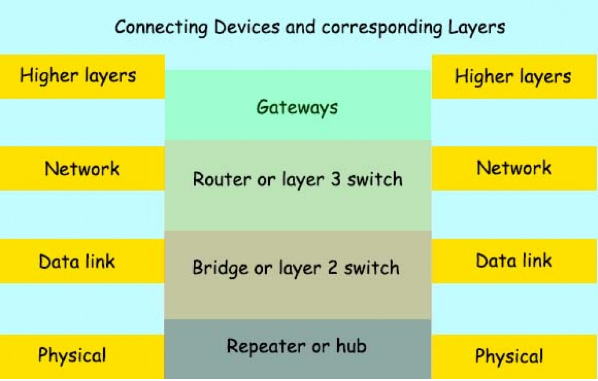 Connecting Devices and corresponding Layers
Higher layers
Gateways
Higher layers
Network
Router or layer 3 switch
Network
Data link
Bridge or layer 2 switch
Data link
Physical
Repeater or hub
Physical